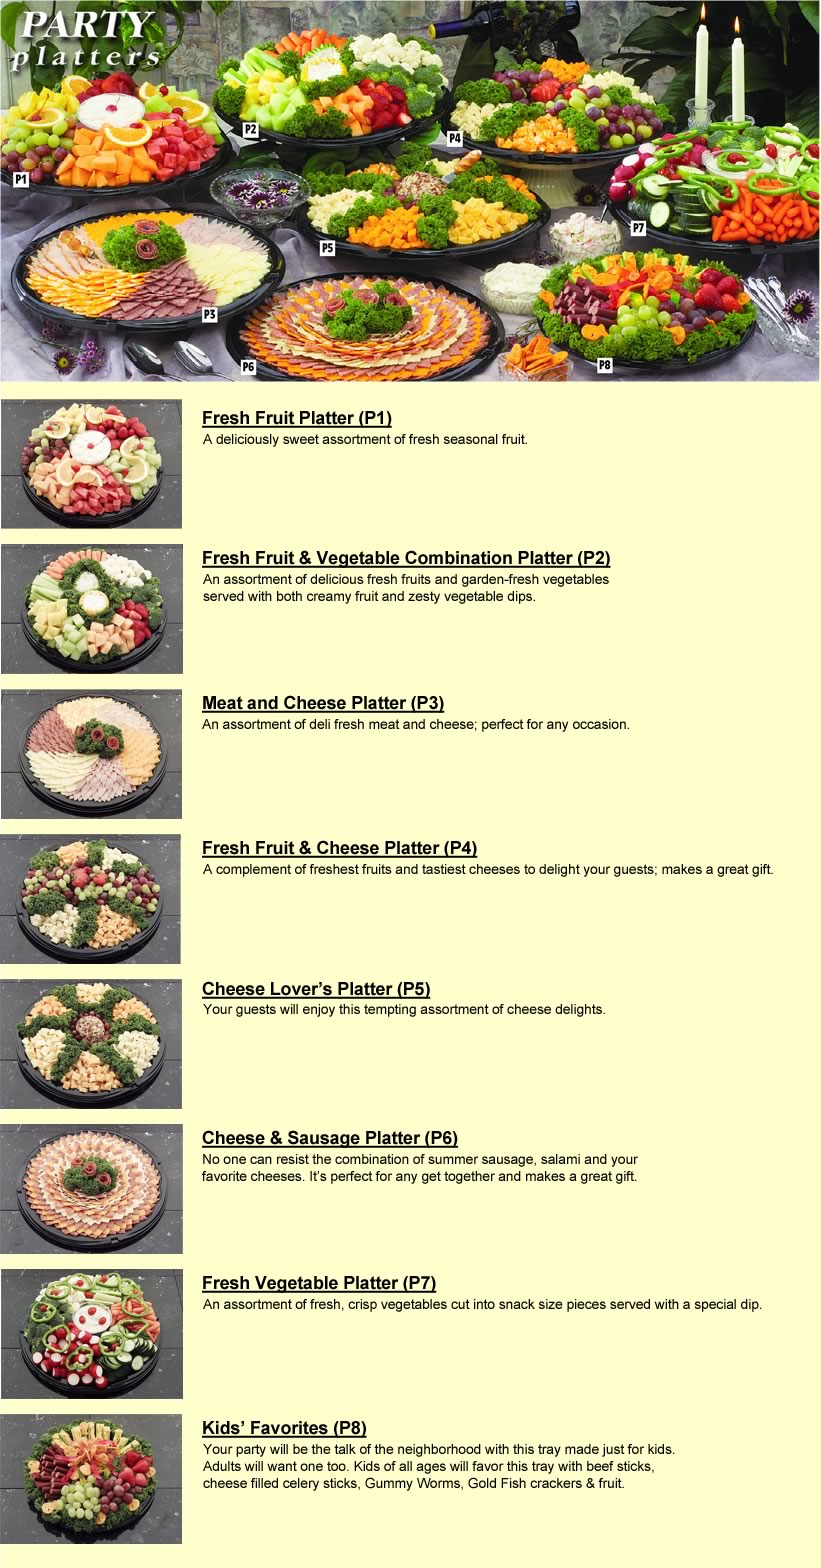 PARTY
platters
P1
P2
P4
P7
P5
P3
P6
P8
Fresh Fruit Platter (P1)
A deliciously sweet assortment of fresh seasonal fruit.
Fresh Fruit & Vegetable Combination Platter (P2)
An assortment of delicious fresh fruits and garden-fresh vegetables
served with both creamy fruit and zesty vegetable dips.
Meat and Cheese Platter (P3)
An assortment of deli fresh meat and cheese; perfect for any occasion.
Fresh Fruit & Cheese Platter (P4)
A complement of freshest fruits and tastiest cheeses to delight your guests; makes a great gift.
Cheese Lover’s Platter (P5)
Your guests will enjoy this tempting assortment of cheese delights.
Cheese & Sausage Platter (P6)
No one can resist the combination of summer sausage, salami and your
favorite cheeses. It’s perfect for any get together and makes a great gift.
Fresh Vegetable Platter (P7)
An assortment of fresh, crisp vegetables cut into snack size pieces served with a special dip.
Kids’ Favorites (P8)
Your party will be the talk of the neighborhood with this tray made just for kids.
Adults will want one too. Kids of all ages will favor this tray with beef sticks,
cheese filled celery sticks, Gummy Worms, Gold Fish crackers & fruit.